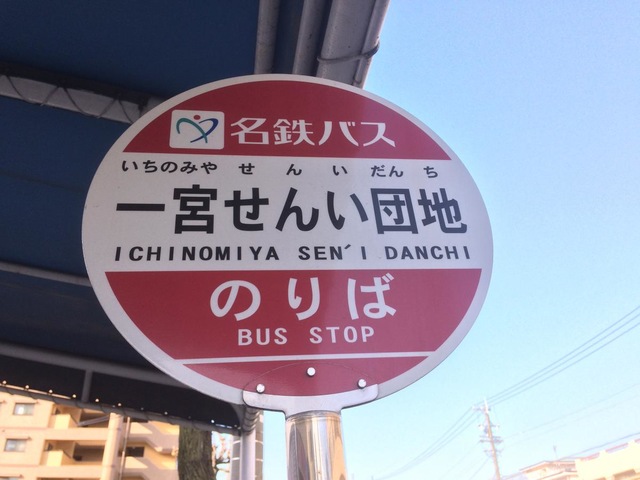 名鉄バス
いちのみやせんいだんち
一宮せんい団地
ICHINOMIYA SEN'I DANCHI
のりば
BUS STOP